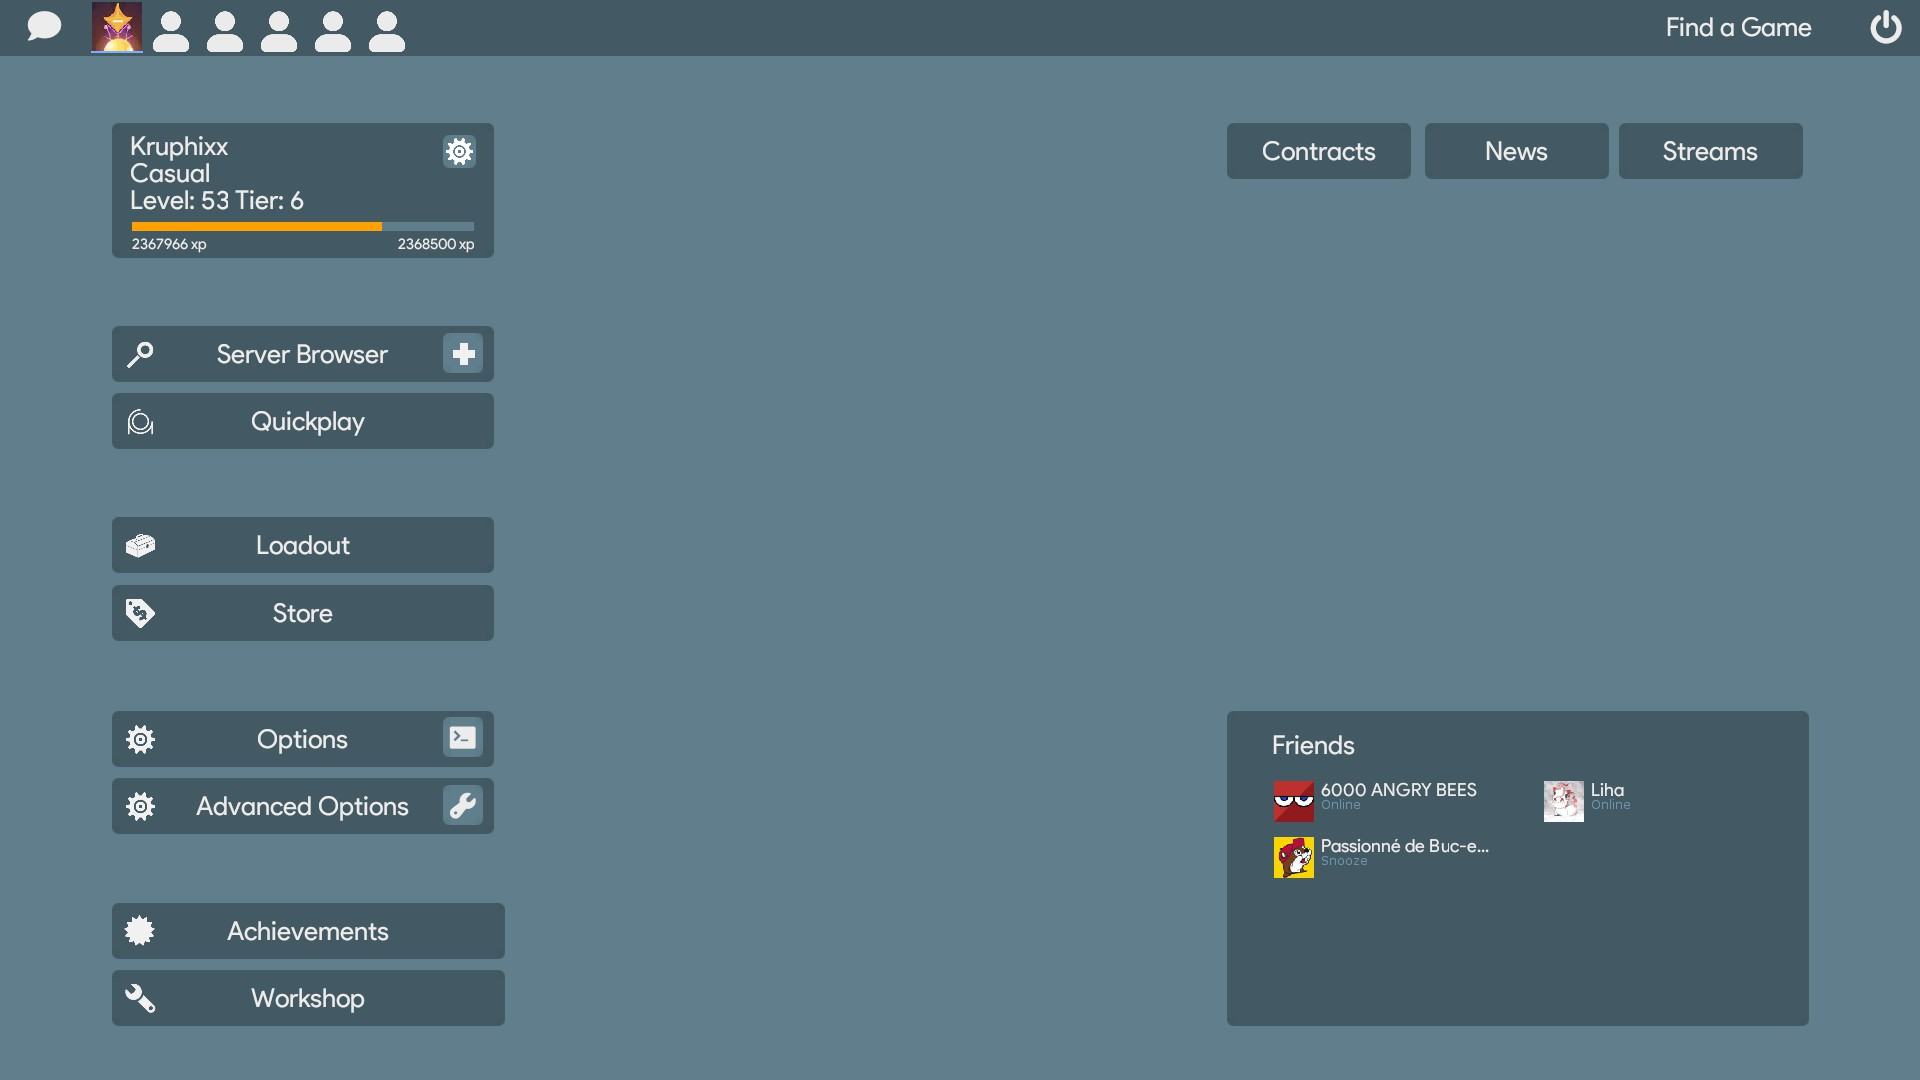 Find a Game
Kruphixx
Casual
Level: 53 Tier: 6
2367966 xp
2368500 xp
Contracts
News
Streams
Server Browser
Quickplay
Loadout
Store
Options
Advanced Options
Achievements
Workshop
Friends
6000 ANGRY BEES
Online
Liha
Online
Passionné de Buc-e...
Snooze